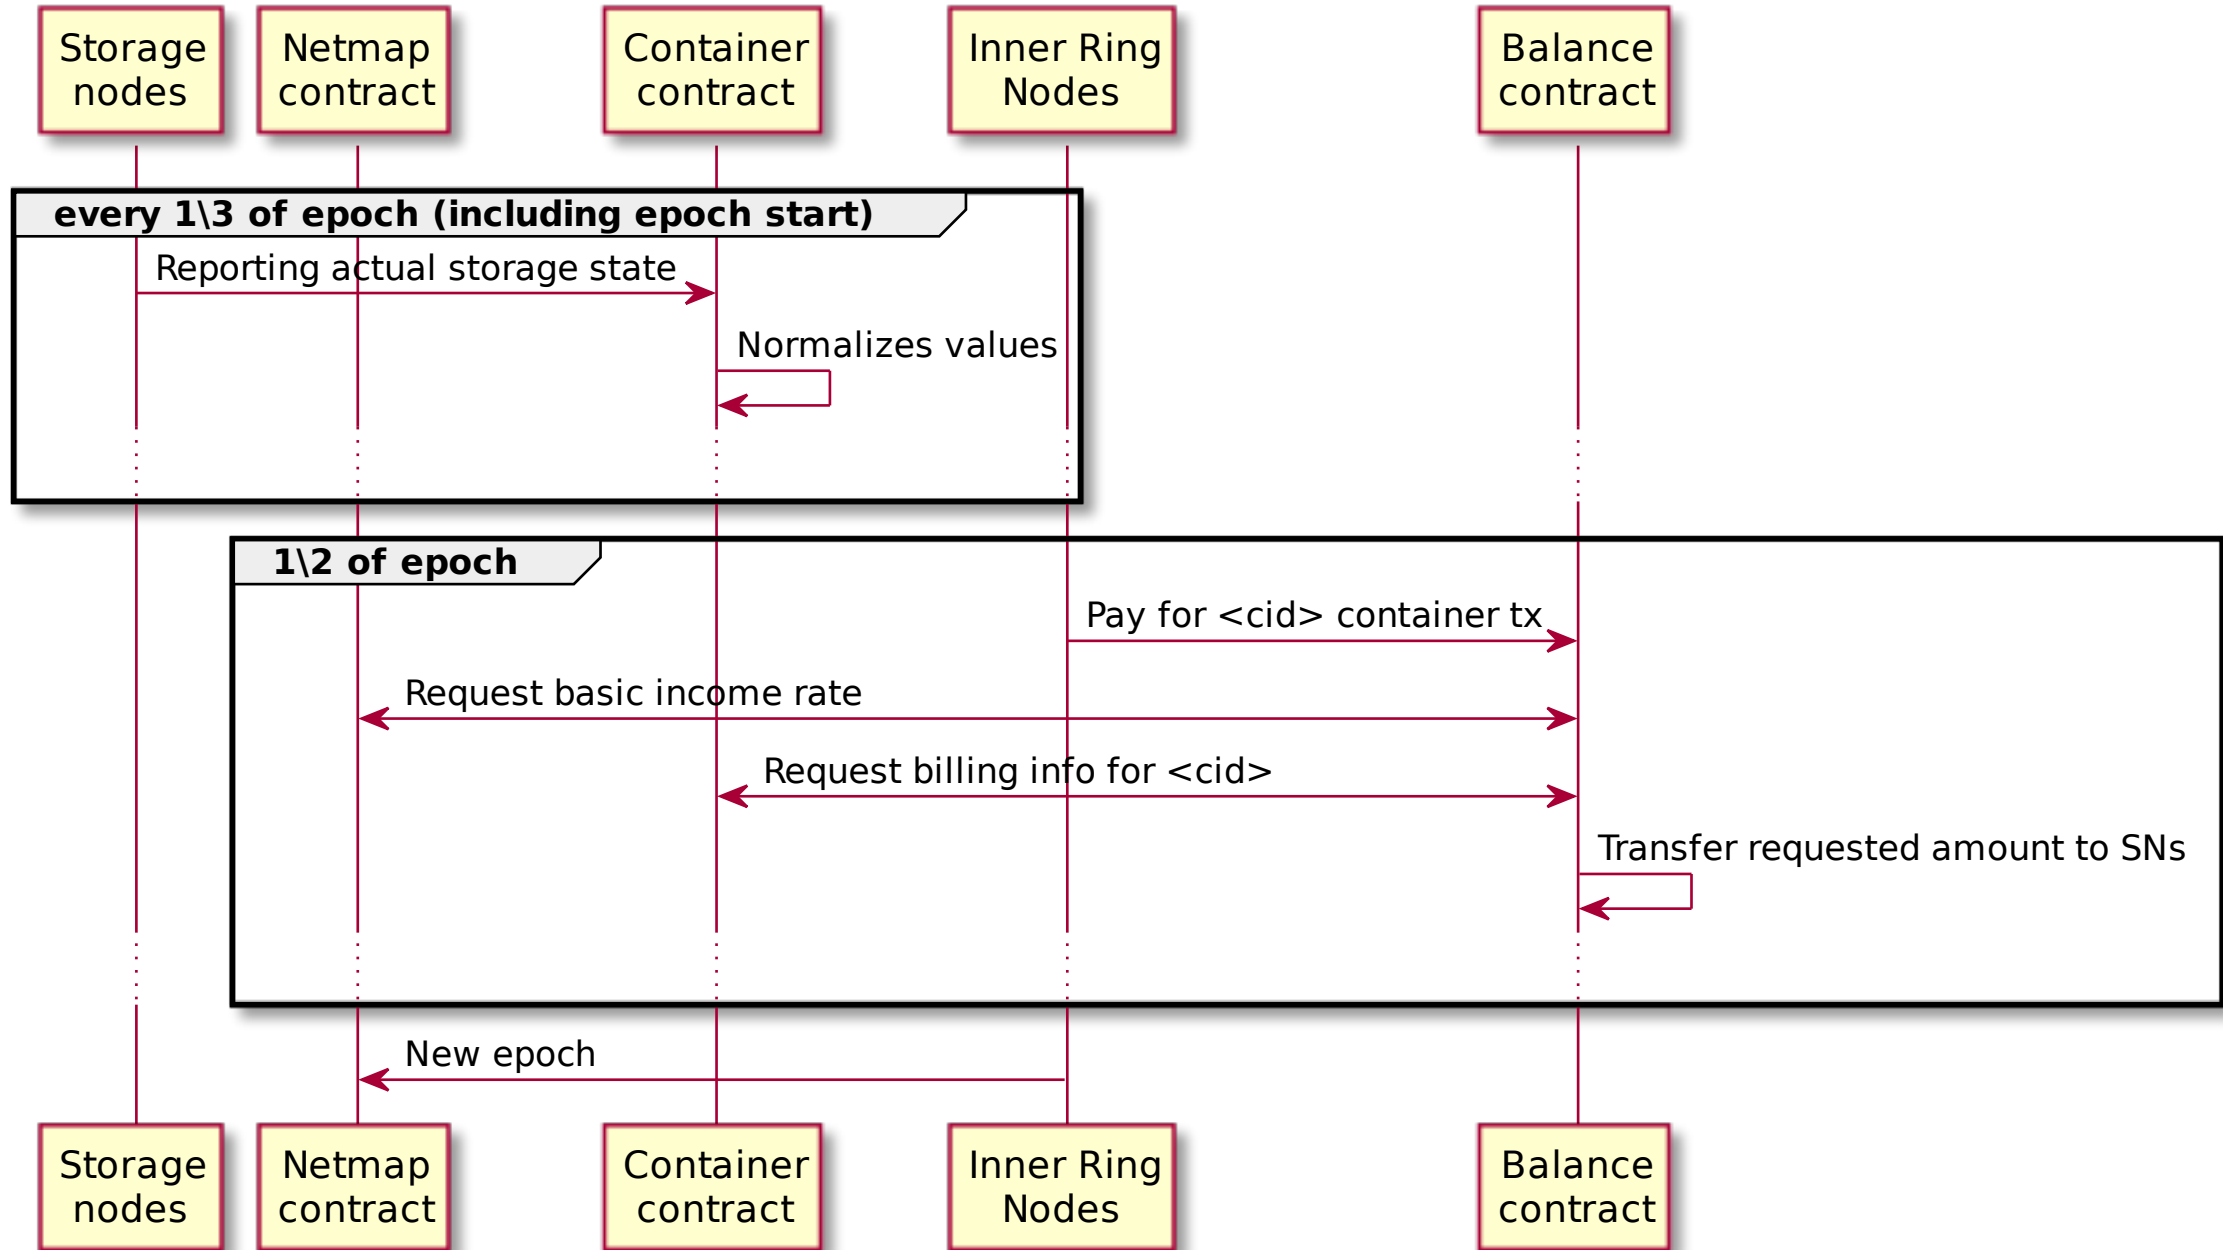 Storage
nodes
Netmap
contract
Container
contract
Inner Ring
Nodes
Balance
contract
every 1\3 of epoch (including epoch start)
Reporting actual storage state
Normalizes values
1\2 of epoch
Pay for <cid> container tx
Request basic income rate
Request billing info for <cid>
Transfer requested amount to SNs
New epoch
Storage
nodes
Netmap
contract
Container
contract
Inner Ring
Nodes
Balance
contract